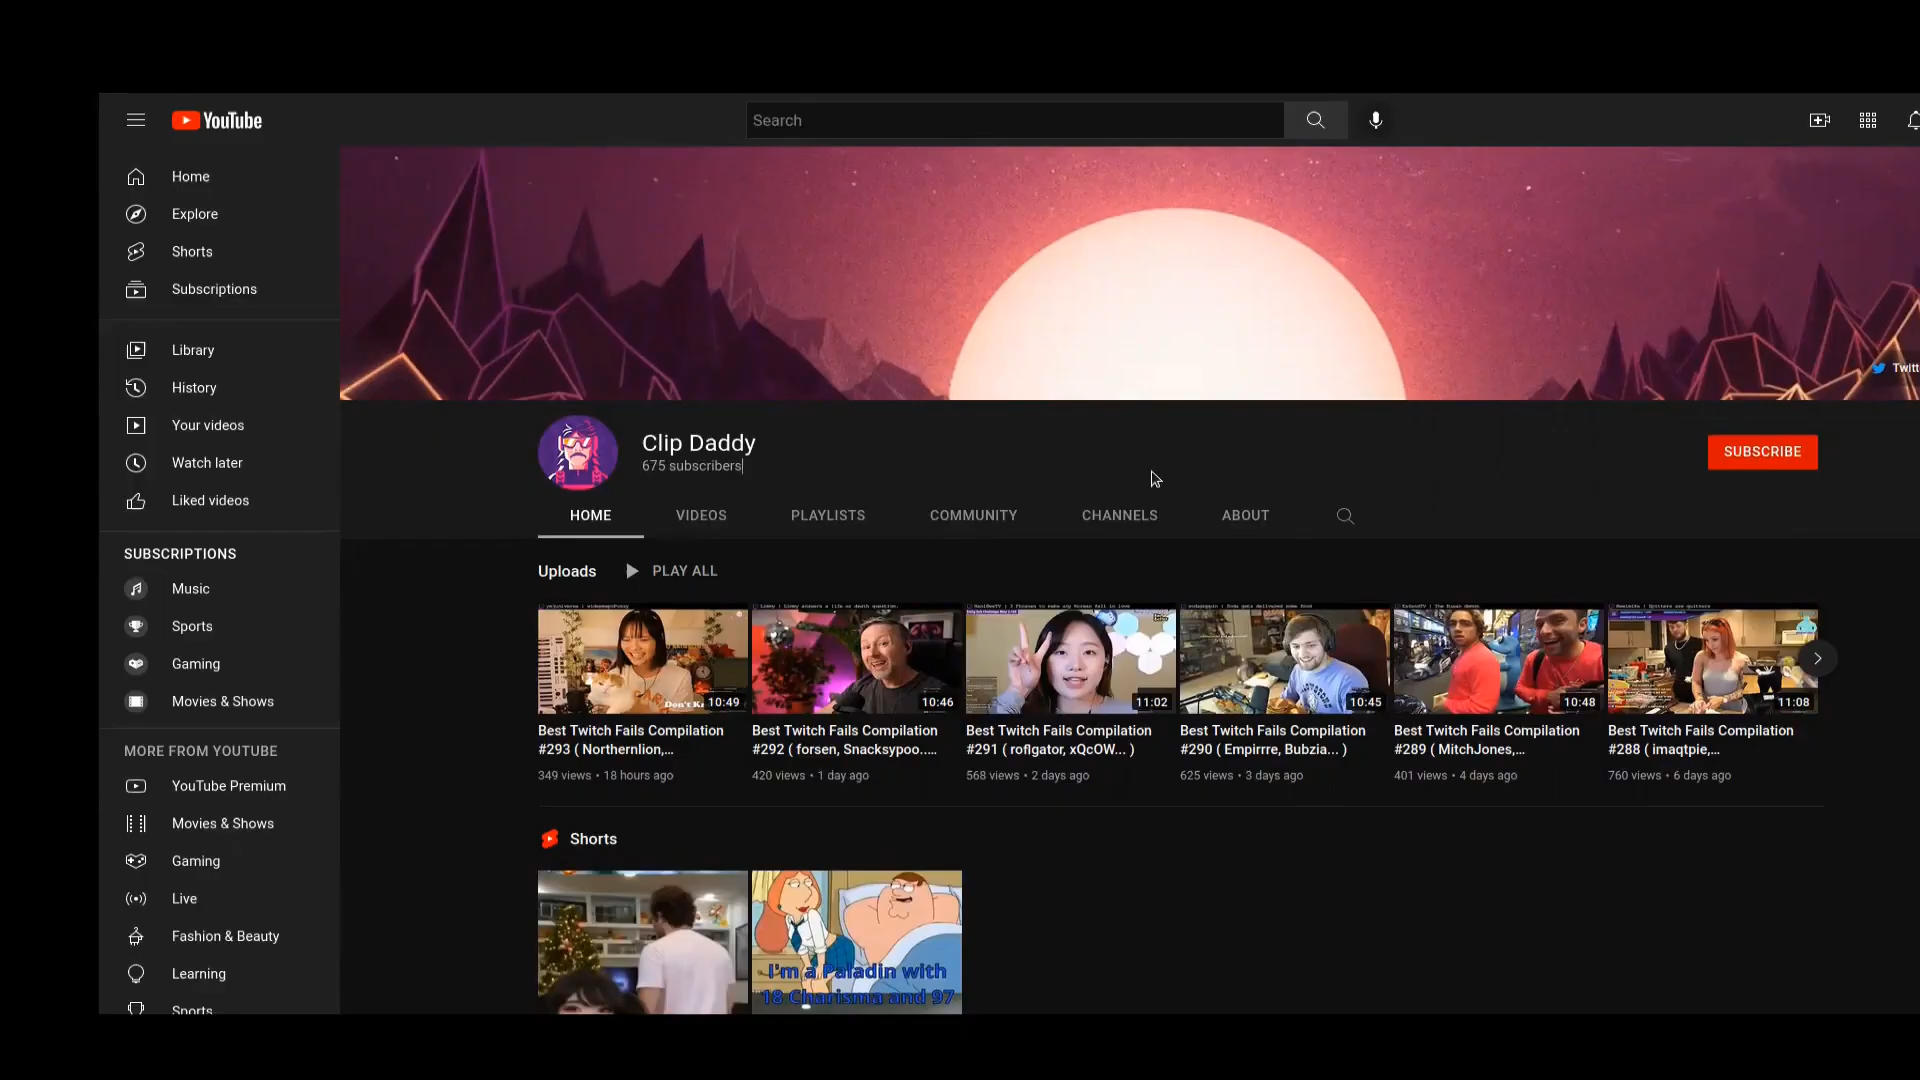 YouTube
Search
Home
Explore
Shorts
Subscriptions
Library
History
Your videos
Watch later
Liked videos
SUBSCRIPTIONS
Music
Sports
Gaming
Movies & Shows
MORE FROM YOUTUBE
YouTube Premium
Movies & Shows
Gaming
Live
Fashion & Beauty
Learning
Sports
Clip Daddy
675 subscribers
SUBSCRIBE
HOME VIDEOS PLAYLISTS COMMUNITY CHANNELS ABOUT
Uploads PLAY ALL
10:49
Best Twitch Fails Compilation
#293 ( Northernlion,...
349 views • 18 hours ago
10:46
Best Twitch Fails Compilation
#292 ( forsen, Snacksypoo.....
420 views • 1 day ago
11:02
Best Twitch Fails Compilation
#291 ( roflgator, xQcOW... )
568 views • 2 days ago
10:45
Best Twitch Fails Compilation
#290 ( Empirrre, Bubzia... )
625 views • 3 days ago
10:48
Best Twitch Fails Compilation
#289 ( MitchJones,...
401 views • 4 days ago
11:08
Best Twitch Fails Compilation
#288 ( imaqtpie,...
760 views • 6 days ago
Shorts
I'm a Paladin with
18 Charisma and 97